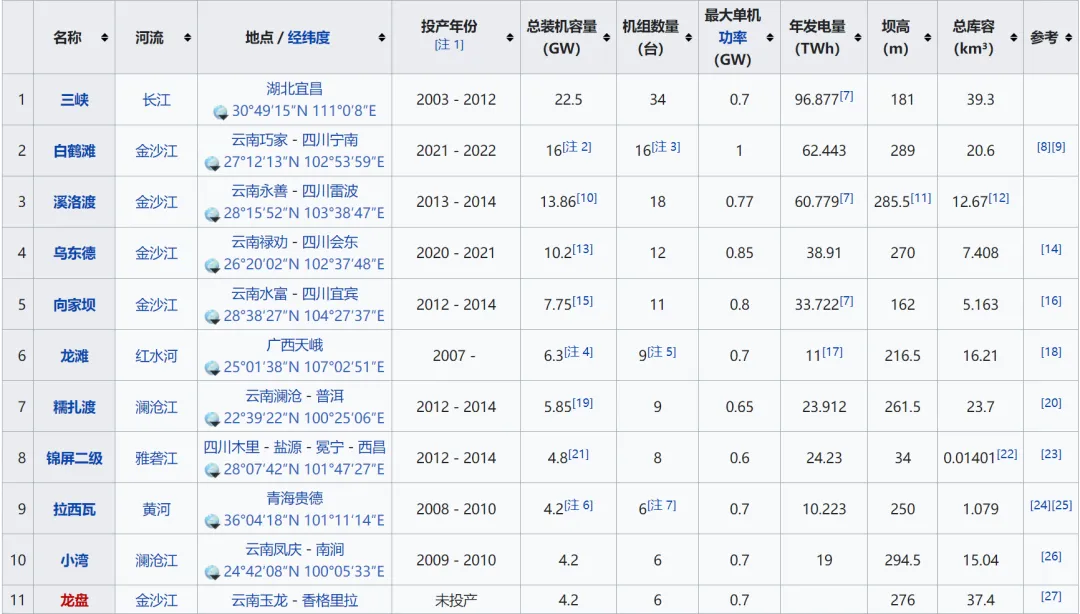 名称 河流 地点 / 经纬度 投产年份 [注 1] 总装机容量 (GW) 机组数量 (台) 最大单机 功率 (GW) 年发电量 (TWh) 坝高 (m) 总库容 (km³) 参考
1 三峡 长江 湖北宜昌 30°49′15″N 111°0′8″E 2003 - 2012 22.5 34 0.7 96.877[7] 181 39.3
2 白鹤滩 金沙江 云南巧家 - 四川宁南 27°12′13″N 102°53′59″E 2021 - 2022 16[注 2] 16[注 3] 1 62.443 289 20.6 [8][9]
3 溪洛渡 金沙江 云南永善 - 四川雷波 28°15′52″N 103°38′47″E 2013 - 2014 13.86[10] 18 0.77 60.779[7] 285.5[11] 12.67[12]
4 乌东德 金沙江 云南禄劝 - 四川会东 26°20′02″N 102°37′48″E 2020 - 2021 10.2[13] 12 0.85 38.91 270 7.408 [14]
5 向家坝 金沙江 云南水富 - 四川宜宾 28°38′27″N 104°27′37″E 2012 - 2014 7.75[15] 11 0.8 33.722[7] 162 5.163 [16]
6 龙滩 红水河 广西天峨 25°01′38″N 107°02′51″E 2007 - 6.3[注 4] 9[注 5] 0.7 11[17] 216.5 16.21 [18]
7 糯扎渡 澜沧江 云南澜沧 - 普洱 22°39′22″N 100°25′06″E 2012 - 2014 5.85[19] 9 0.65 23.912 261.5 23.7 [20]
8 锦屏二级 雅砻江 四川木里 - 盐源 - 冕宁 - 西昌 28°07′42″N 101°47′27″E 2012 - 2014 4.8[21] 8 0.6 24.23 34 0.01401[22] [23]
9 拉西瓦 黄河 青海贵德 36°04′18″N 101°11′14″E 2008 - 2010 4.2[注 6] 6[注 7] 0.7 10.223 250 1.079 [24][25]
10 小湾 澜沧江 云南凤庆 - 南涧 24°42′08″N 100°05′33″E 2009 - 2010 4.2 6 0.7 19 294.5 15.04 [26]
11 龙盘 金沙江 云南玉龙 - 香格里拉 未投产 4.2 6 0.7 276 37.4 [27]